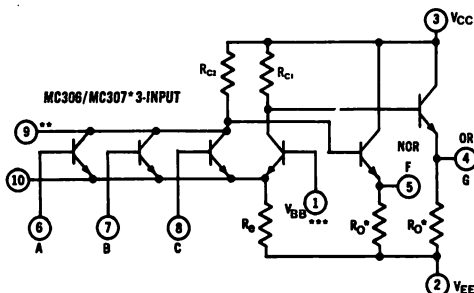 3 VCC
RC2 RC1
MC306/MC307* 3-INPUT
9 **
NOR OR
F 4
10 5 G
6 7 8 VBB 1
A B C Re *** RO* RO*
2 VEE